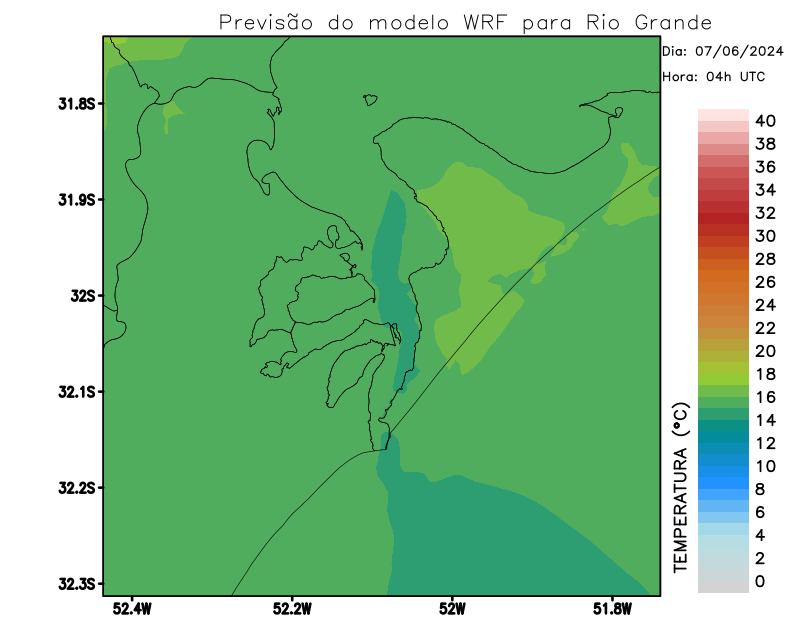 Previsão do modelo WRF para Rio Grande
Dia: 07/06/2024
Hora: 04h UTC
31.8S
31.9S
32S
32.1S
32.2S
32.3S
52.4W
52.2W
52W
51.8W
TEMPERATURA (°C)
40
38
36
34
32
30
28
26
24
22
20
18
16
14
12
10
8
6
4
2
0